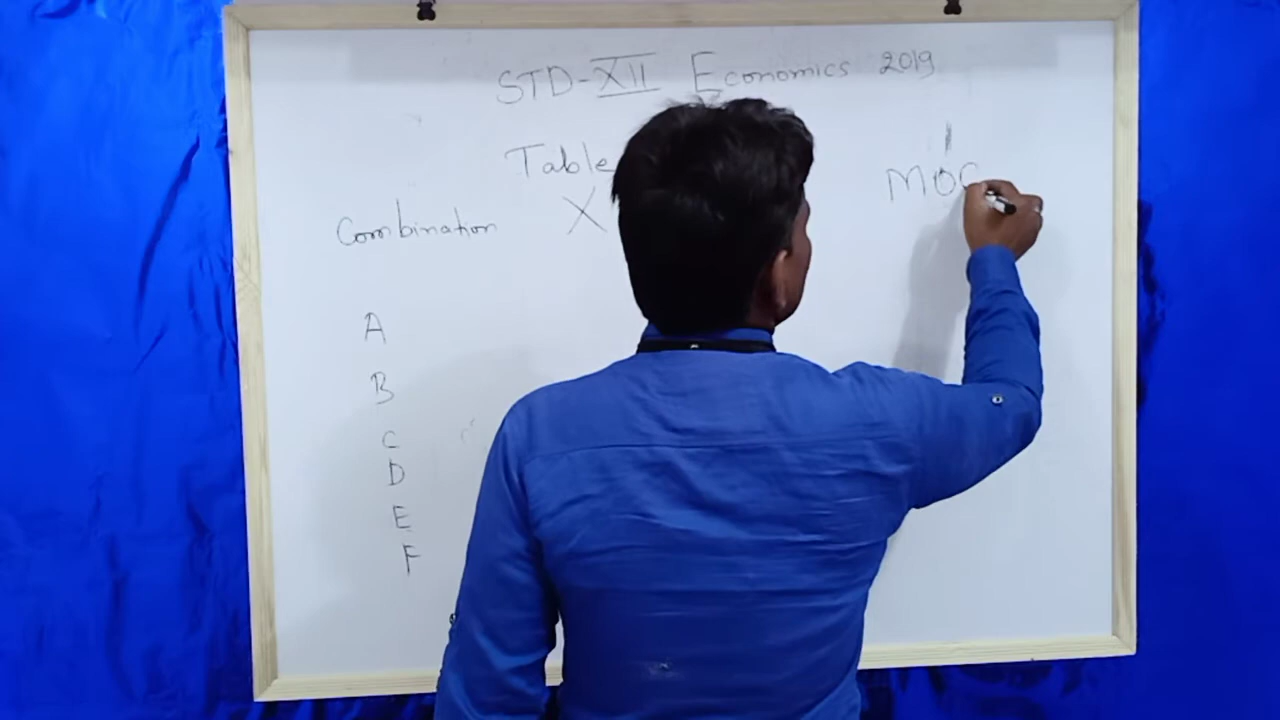 STD-XII Economics 2019
Table
Combination X MOC
A
B
C
D
E
F